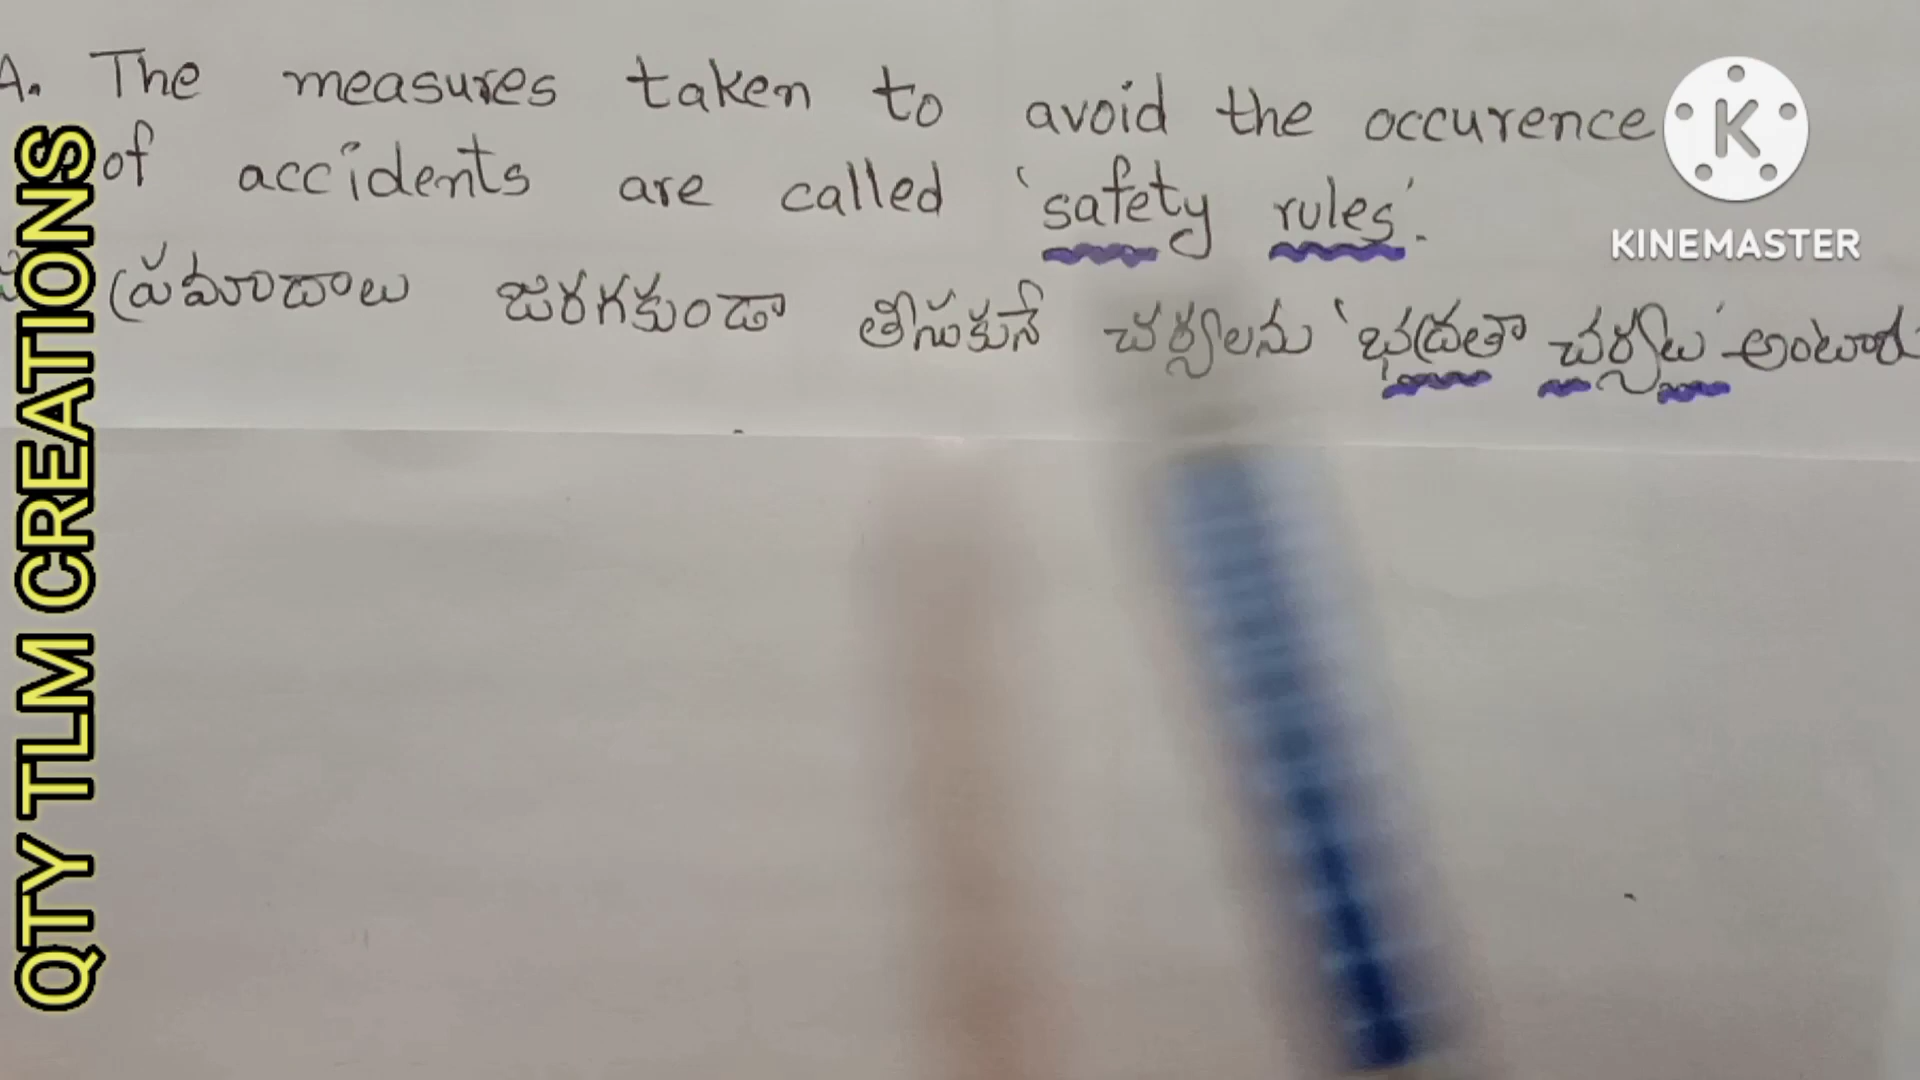 A. The measures taken to avoid the occurence
of accidents are called 'safety rules'.
ప్రమాదాలు జరగకుండా తీసుకునే చర్యలను 'భద్రతా చర్యలు' అంటారు
QTY TLM CREATIONS
KINEMASTER